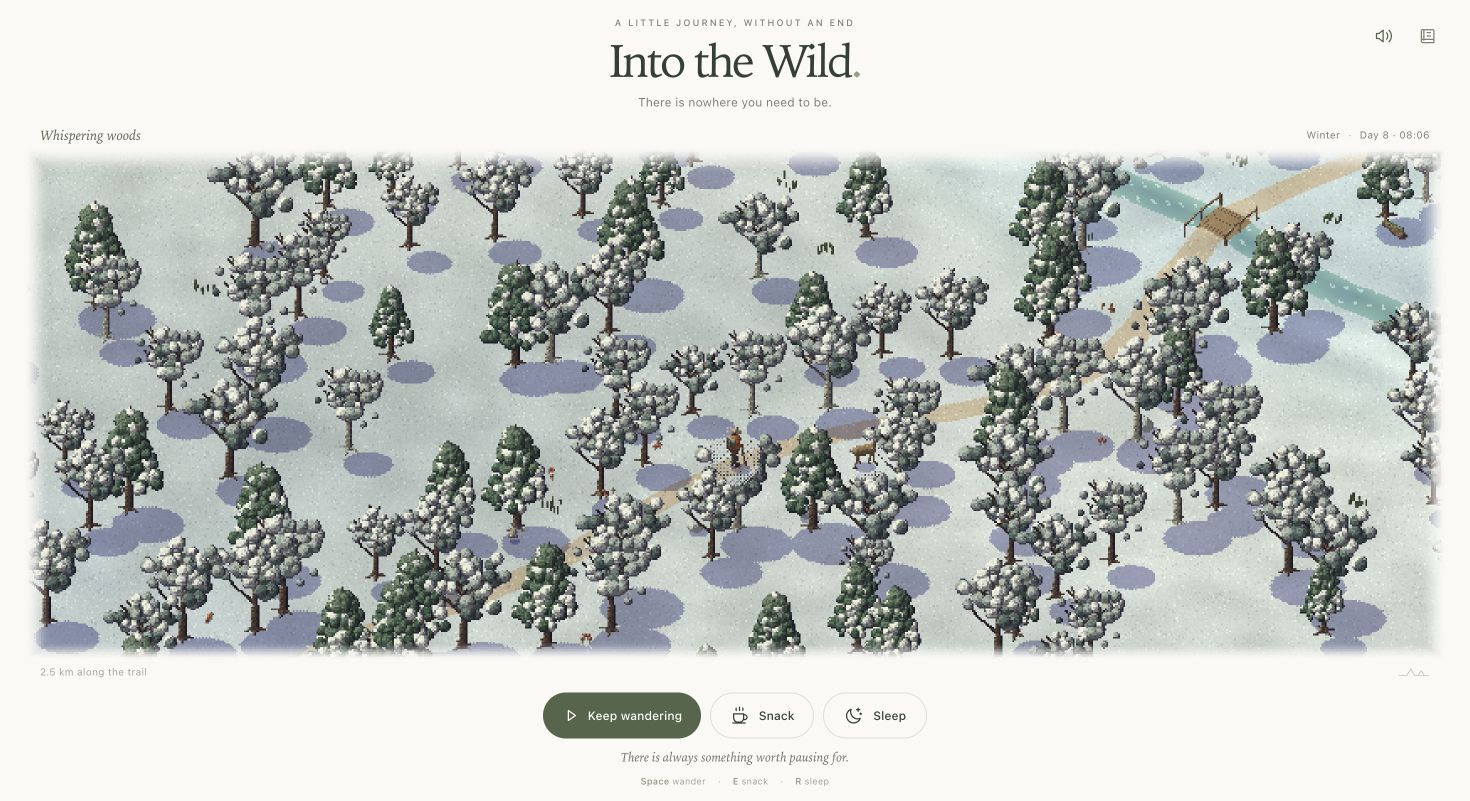 A LITTLE JOURNEY, WITHOUT AN END
Into the Wild.
There is nowhere you need to be.
Whispering woods
Winter · Day 8 · 08:06
2.5 km along the trail
Keep wandering
Snack
Sleep
There is always something worth pausing for.
Space wander · E snack · R sleep